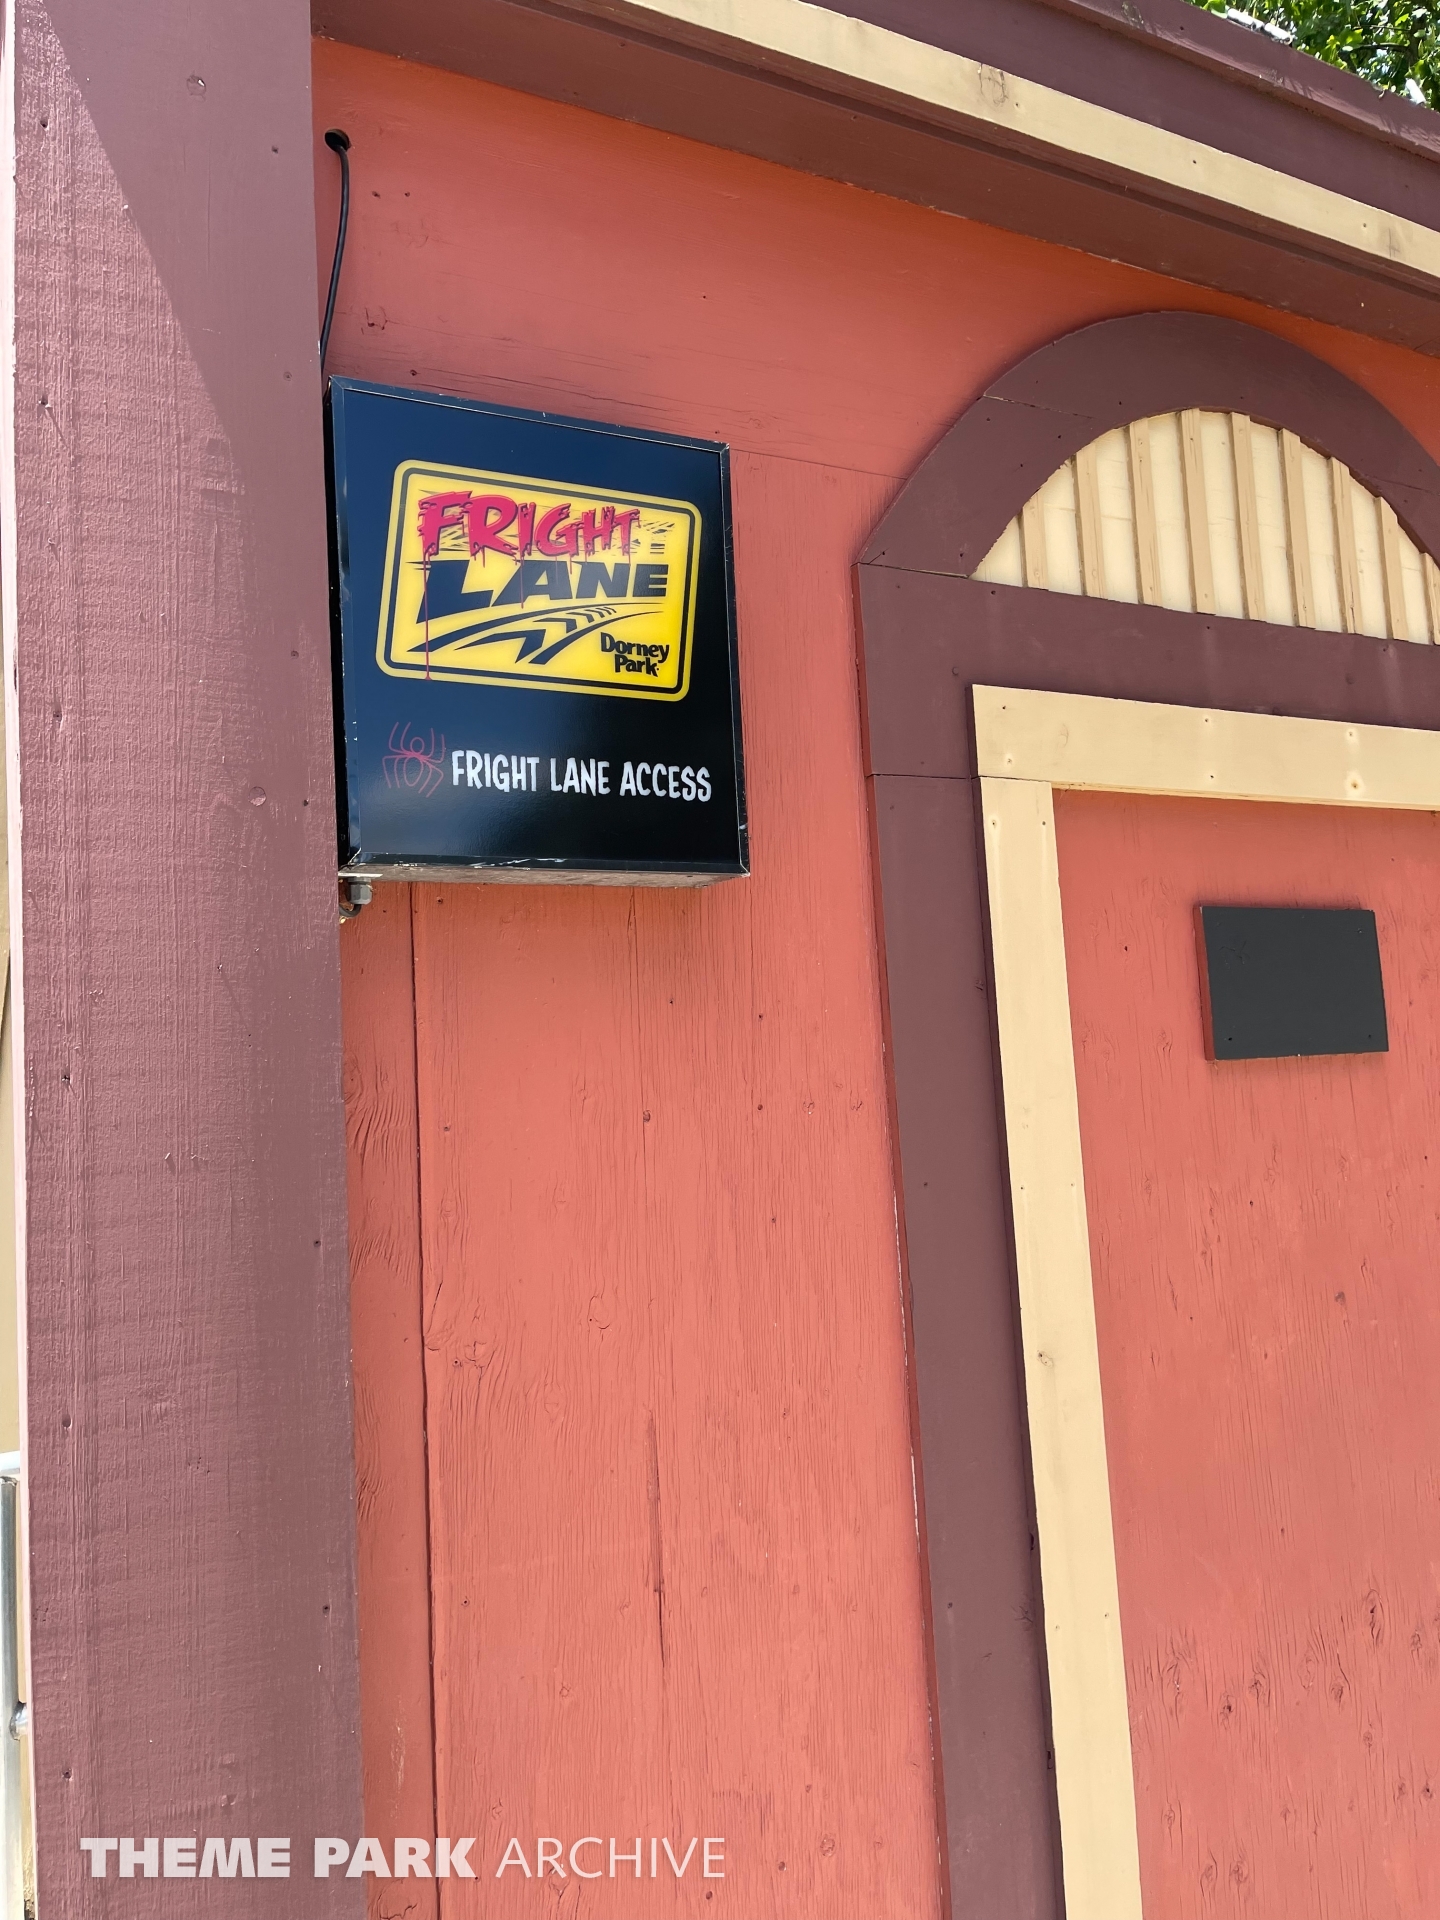 FRIGHT
LANE
Dorney
Park
FRIGHT LANE ACCESS
THEME PARK ARCHIVE